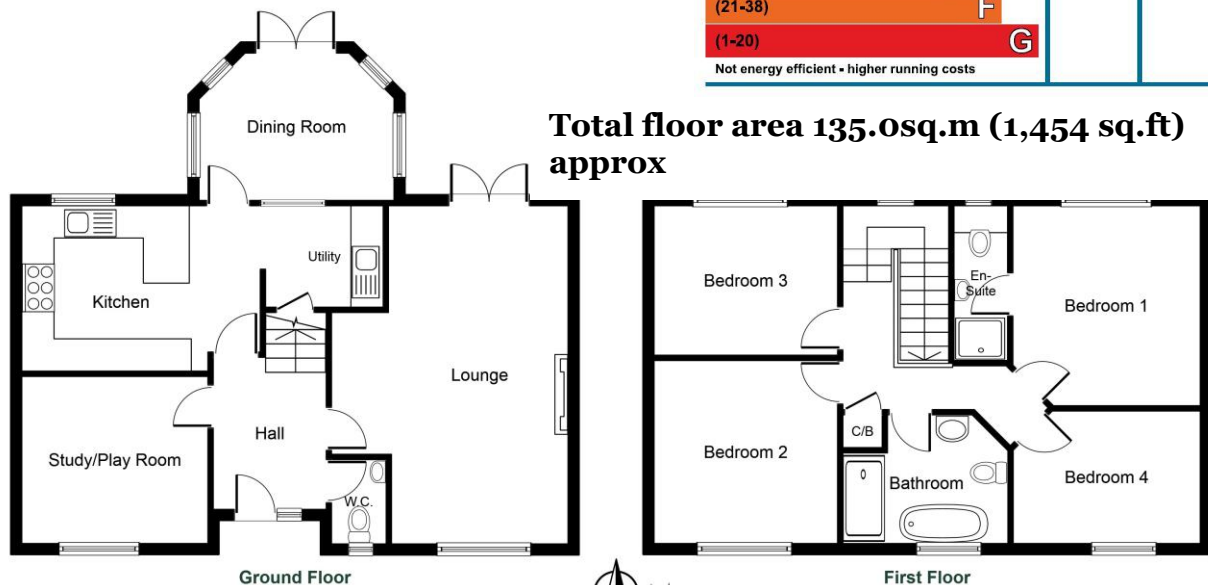 (21-38)
F
(1-20)
G
Not energy efficient - higher running costs
Total floor area 135.0sq.m (1,454 sq.ft)
approx
Dining Room
Utility
Kitchen
Lounge
Hall
Study/Play Room
W.C.
Ground Floor
Bedroom 3
En-
Suite
Bedroom 1
C/B
Bedroom 2
Bathroom
Bedroom 4
First Floor